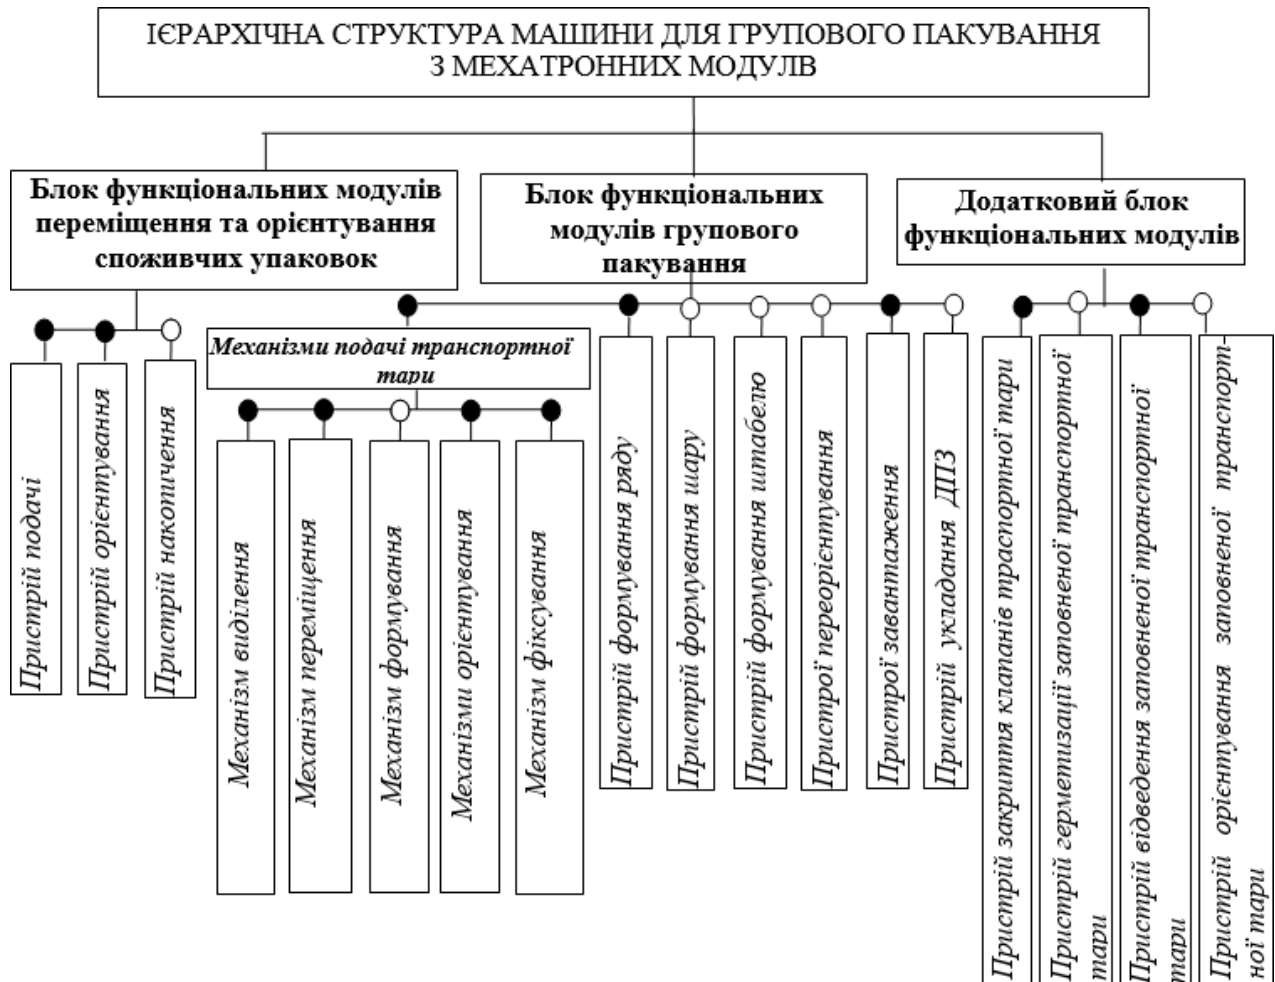 ІЄРАРХІЧНА СТРУКТУРА МАШИНИ ДЛЯ ГРУПОВОГО ПАКУВАННЯ
З МЕХАТРОННИХ МОДУЛВ
Блок функціональних модулів
переміщення та орієнтування
споживчих упаковок
Блок функціональних
модулів групового
пакування
Додатковий блок
функціональних модулів
Пристрій подачі
Пристрій орієнтування
Пристрій накопичення
Механізми подачі транспортної
тари
Механізм виділення
Механізм переміщення
Механізм формування
Механізми орієнтування
Механізм фіксування
Пристрій формування ряду
Пристрій формування шару
Пристрій формування штабелю
Пристрої переорієнтування
Пристрої завантаження
Пристрій укладання ДПЗ
Пристрій закриття клапанів траспортної тари
Пристрій герметизації заповненої транспортної
тари
Пристрій відведення заповненої транспортної
тари
Пристрій орієнтування заповненої транспорт-
ної тари